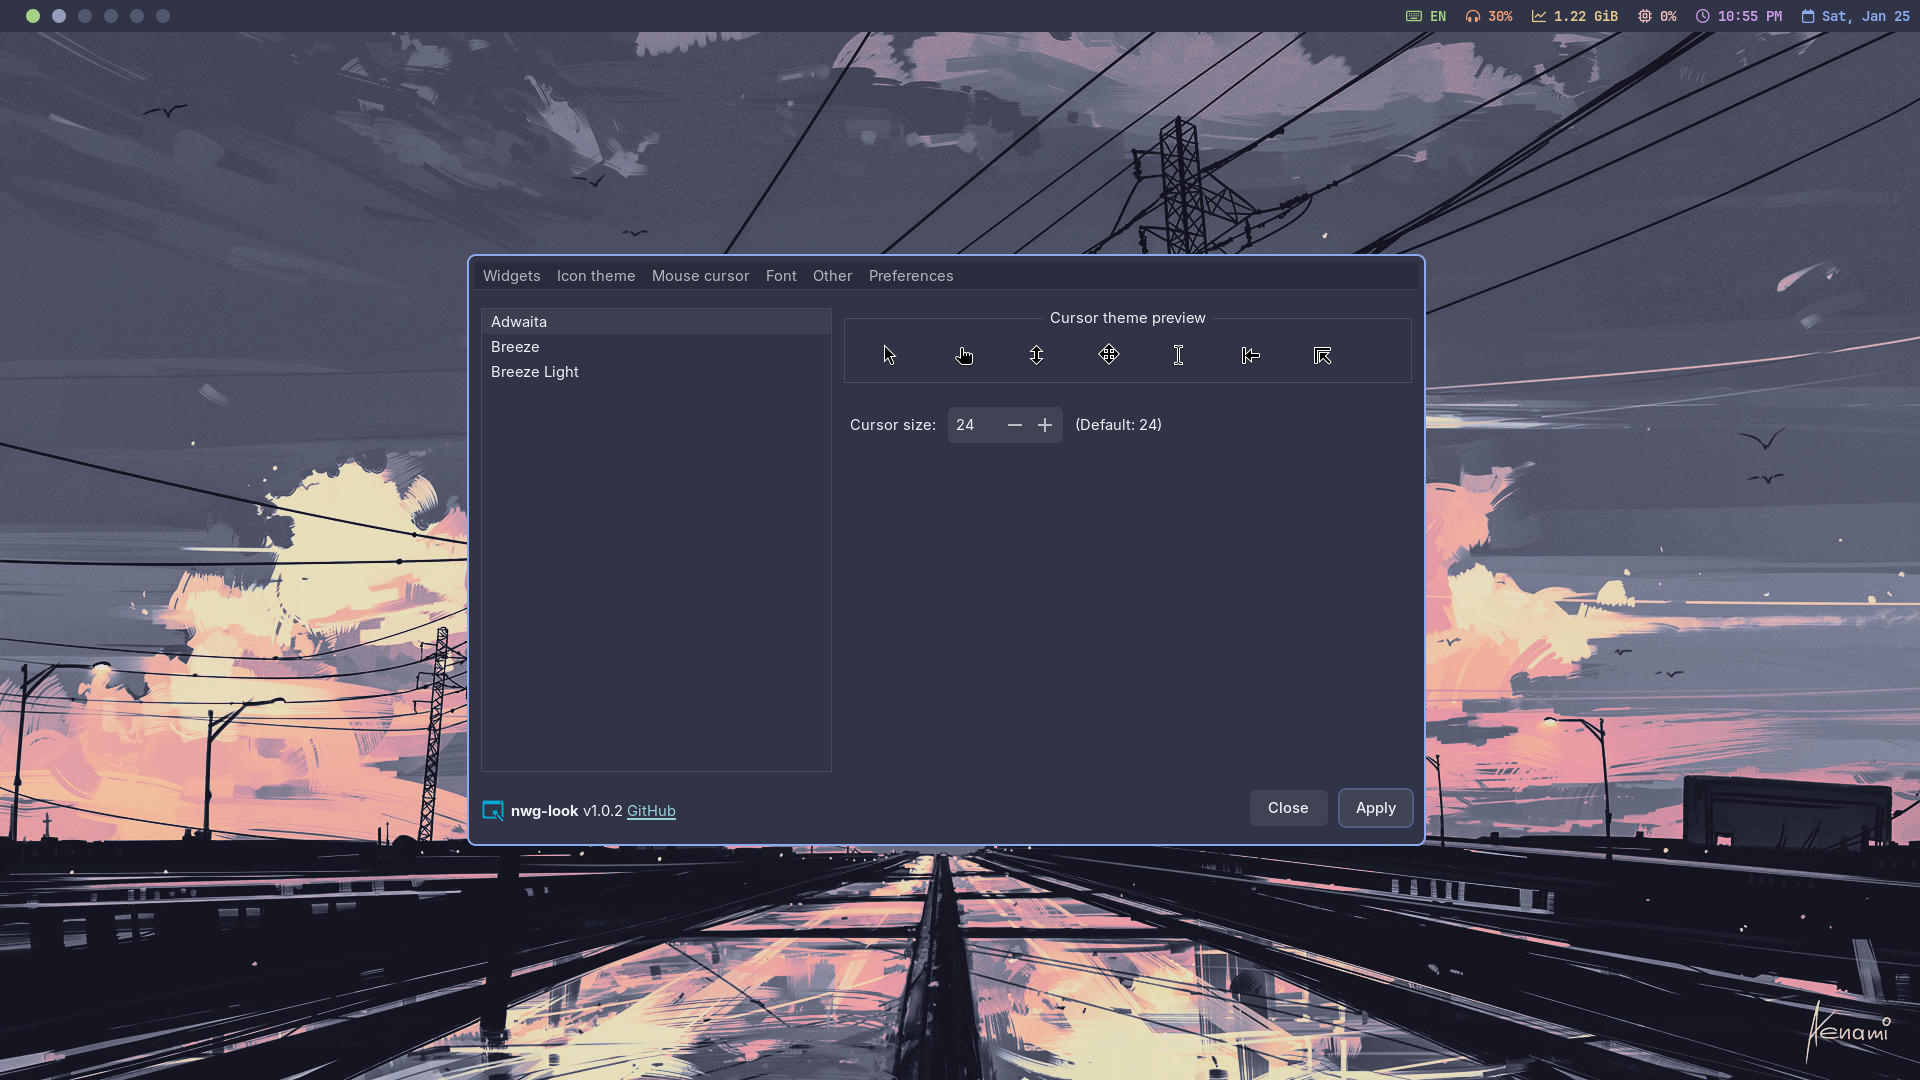 EN 30% 1.22 GiB 0% 10:55 PM Sat, Jan 25
Widgets Icon theme Mouse cursor Font Other Preferences
Adwaita
Breeze
Breeze Light
Cursor theme preview
Cursor size: 24 (Default: 24)
nwg-look v1.0.2 GitHub
Close Apply
Kenami